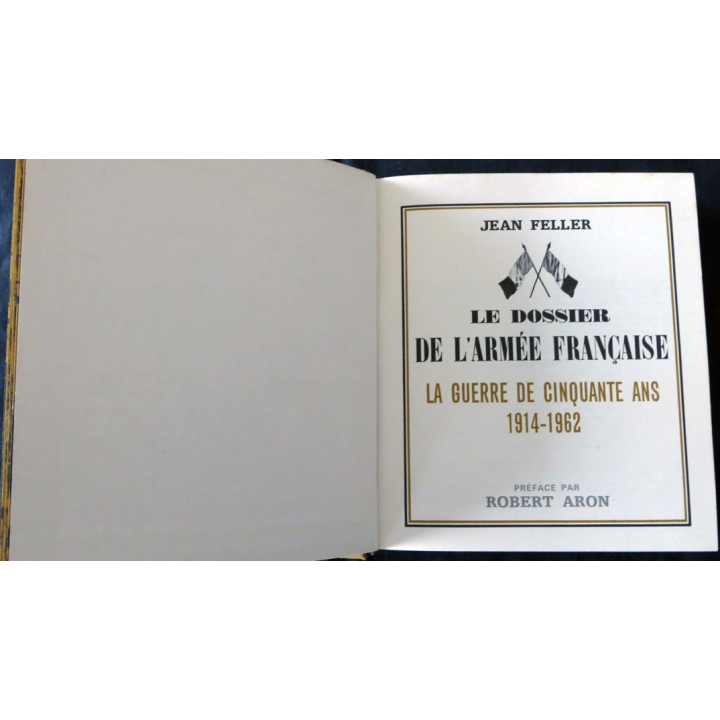 JEAN FELLER
LE DOSSIER
DE L'ARMÉE FRANÇAISE
LA GUERRE DE CINQUANTE ANS
1914-1962
PRÉFACE PAR
ROBERT ARON